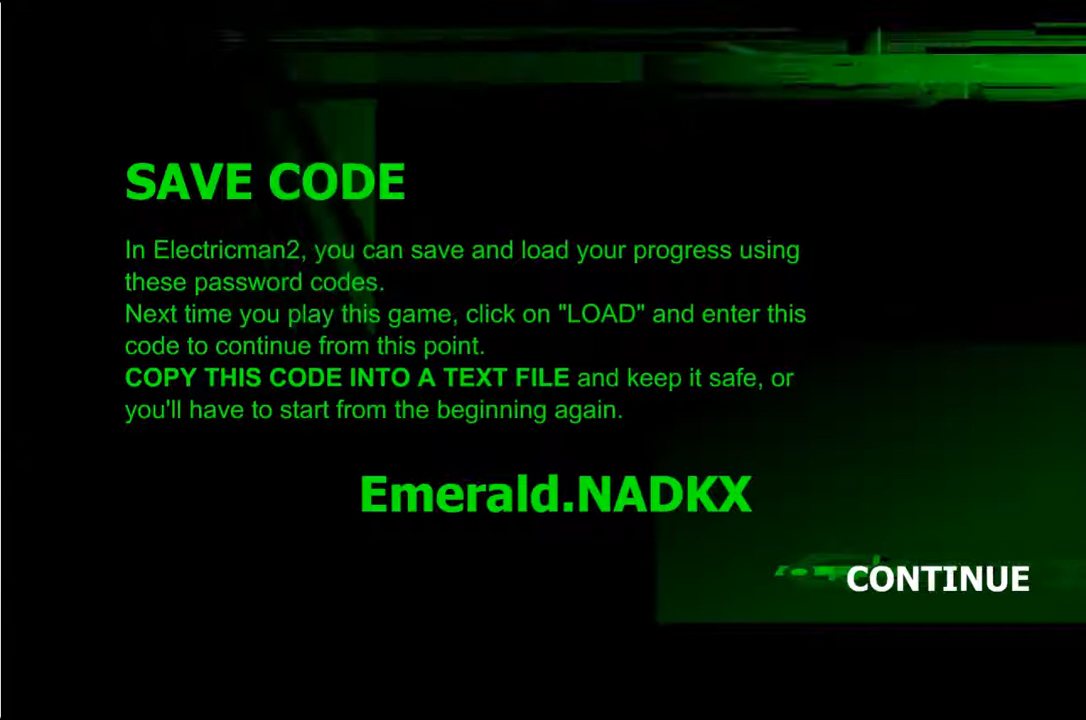 SAVE CODE
In Electricman2, you can save and load your progress using
these password codes.
Next time you play this game, click on "LOAD" and enter this
code to continue from this point.
COPY THIS CODE INTO A TEXT FILE and keep it safe, or
you'll have to start from the beginning again.
Emerald.NADKX
CONTINUE